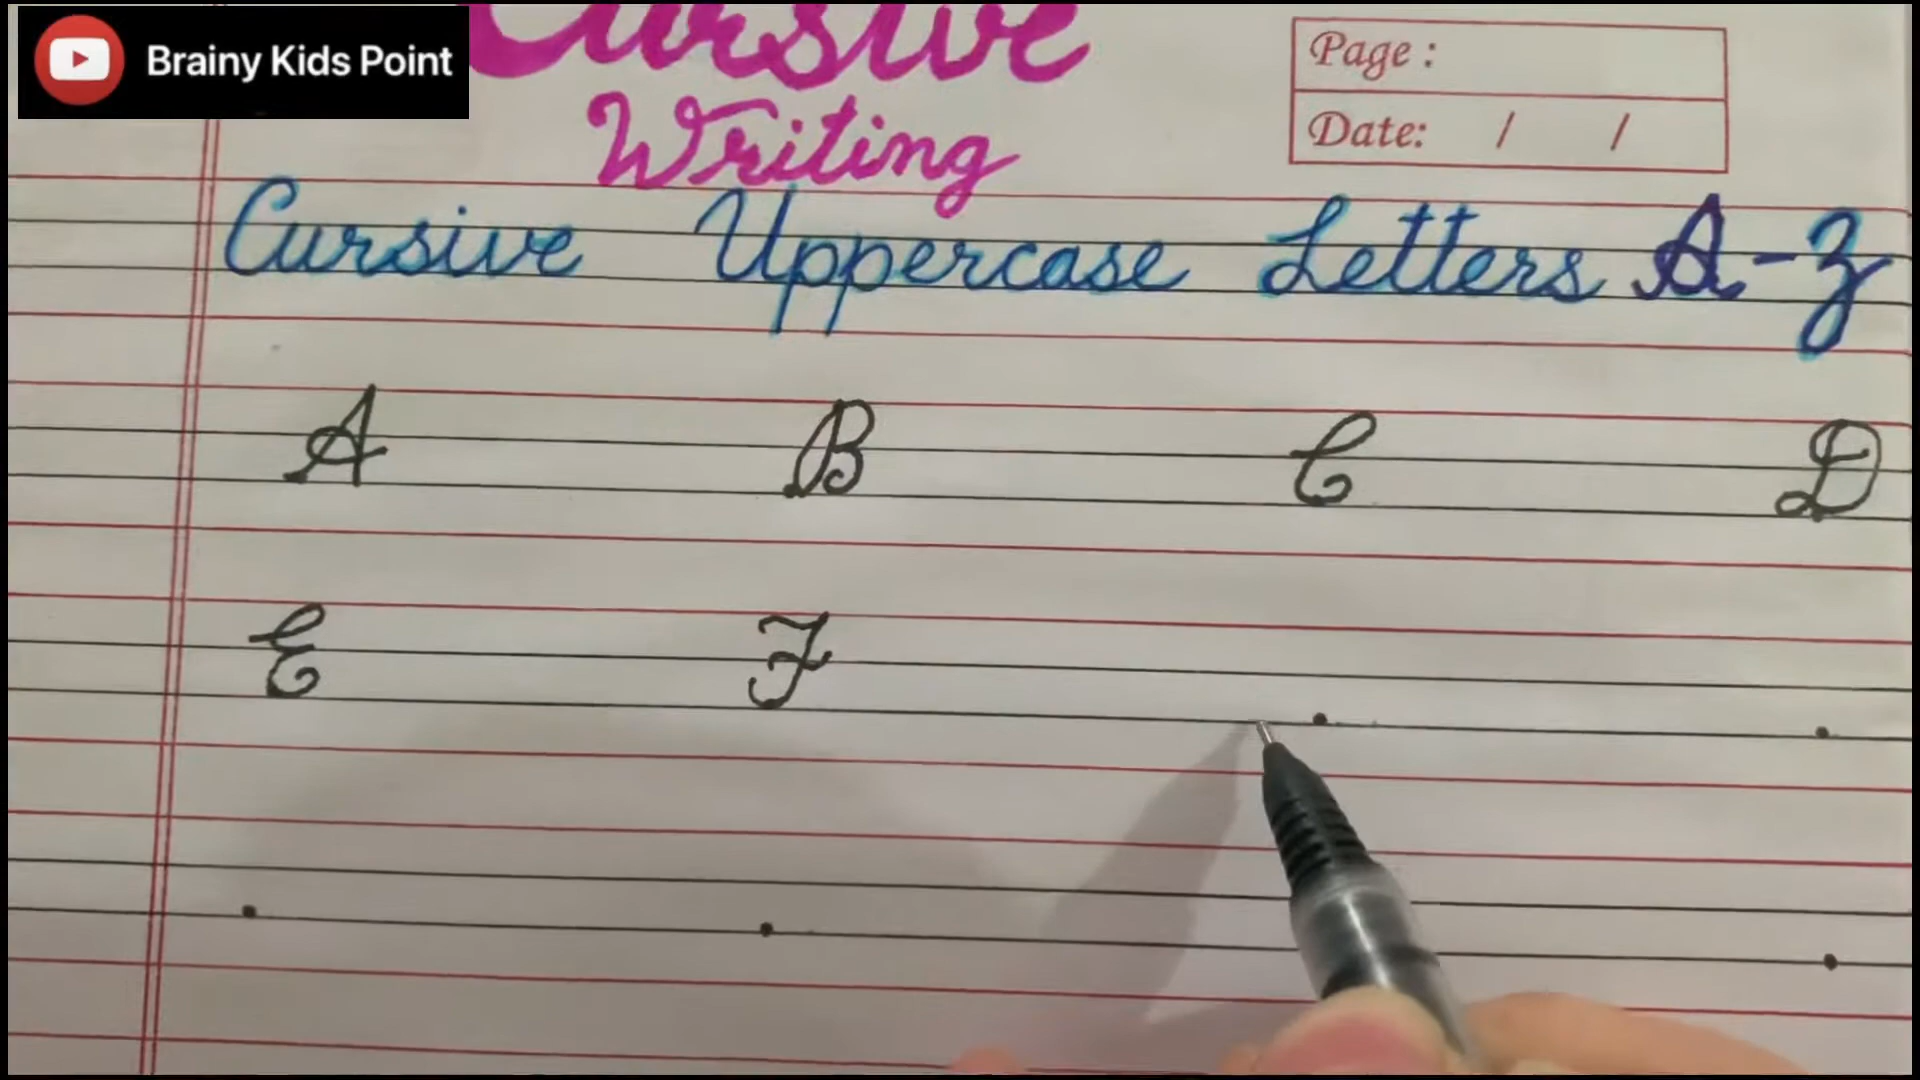 Brainy Kids Point
Cursive
Writing
Page :
Date: / /
Cursive Uppercase Letters A-Z
A B C D
E F